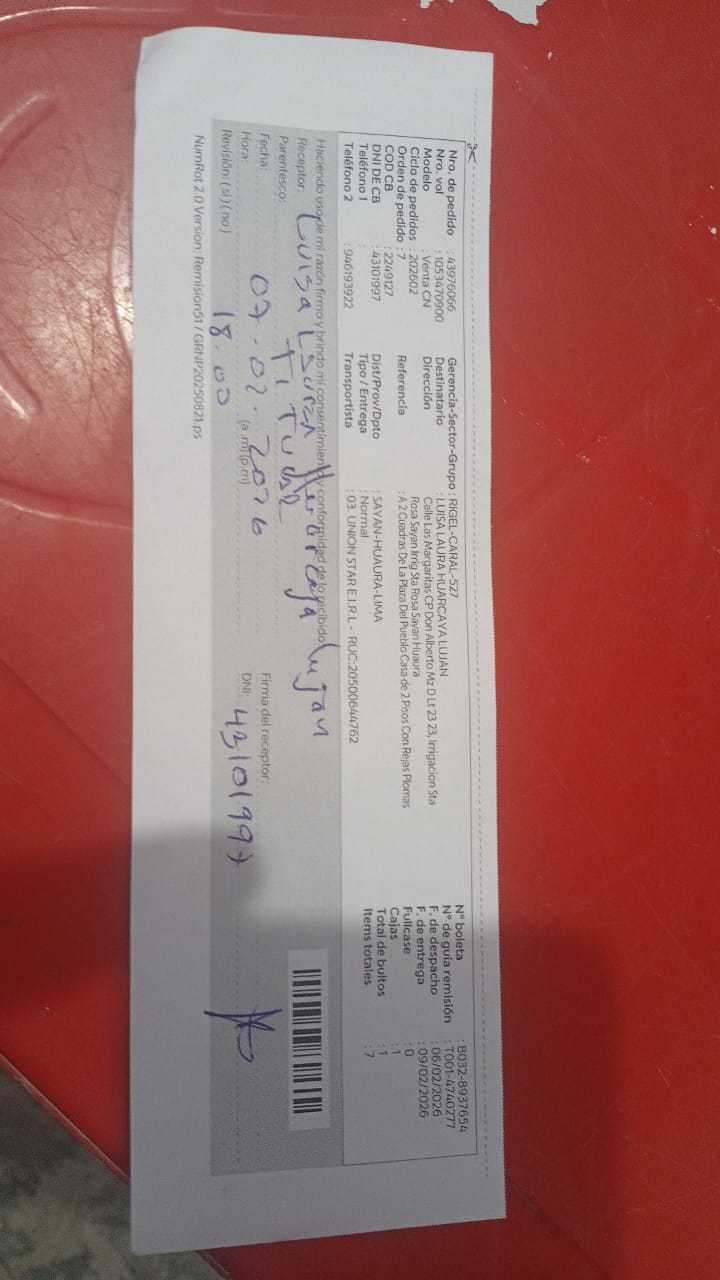 Nro. de pedido : 43976066
Nro. vol : 1053470900
Modelo : Venta CN
Ciclo de pedidos : 202602
Orden de pedido : 7
COD CB : 2249127
DNI DE CB : 43101997
Teléfono 1 :
Teléfono 2 : 946193922
Gerencia-Sector-Grupo : RIGEL-CARAL-527
Destinatario : LUISA LAURA HUARCAYA LUJAN
Dirección : Calle Las Margaritas CP Don Alberto Mz D Lt 23 23, Irrigacion Sta
Rosa Sayan Irrig Sta Rosa Sayan Huaura
Referencia : A 2 Cuadras De La Plaza Del Pueblo Casa de 2 Pisos Con Rejas Plomas
Dist/Prov/Dpto : SAYAN-HUAURA-LIMA
Tipo / Entrega : Normal
Transportista : 03. UNION STAR E.I.R.L - RUC:20500644762
N° boleta : B032-8937654
N° de guía remisión : T001-4740277
F. de despacho : 06/02/2026
F. de entrega : 09/02/2026
Fullcase : 0
Cajas : 1
Total de bultos : 1
Items totales : 7
Haciendo uso de mi razón firmo y brindo mi consentimiento y conformidad de lo recibido
Receptor: Luisa Laura Huarcaya Lujan
Parentesco: Titular
Fecha: 07-02-2026
Firma del receptor:
Hora: 18.00 (a.m) (p.m)
DNI: 43101997
Revisión: ( si ) ( no )
NumRot 2.0 Version: Remision51 / GRNP20250821.ps